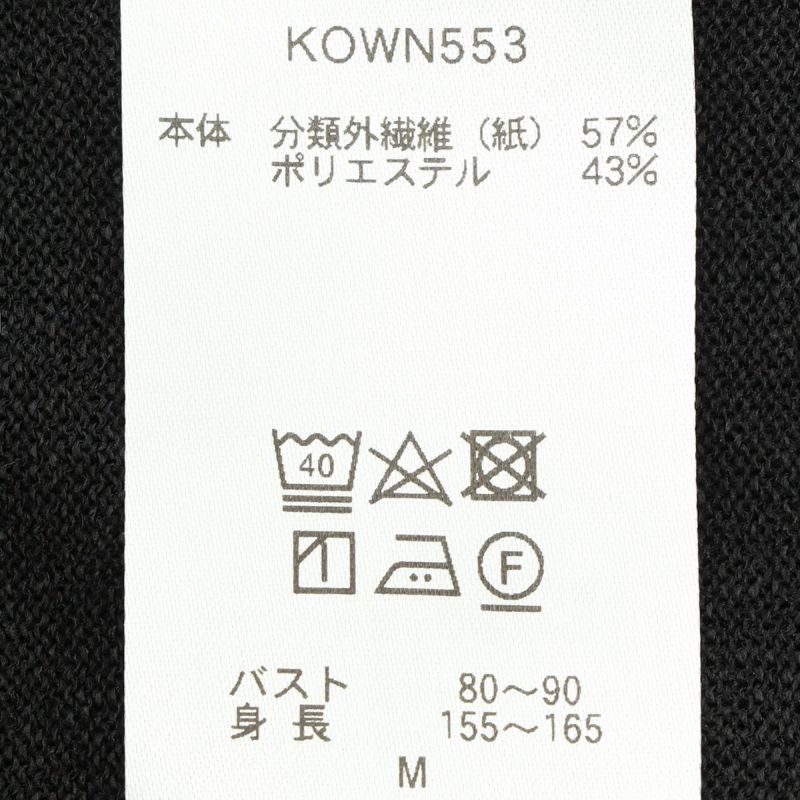 KOWN553
本体 分類外繊維（紙） 57%
ポリエステル 43%
40
F
バスト 80〜90
身長 155〜165
M